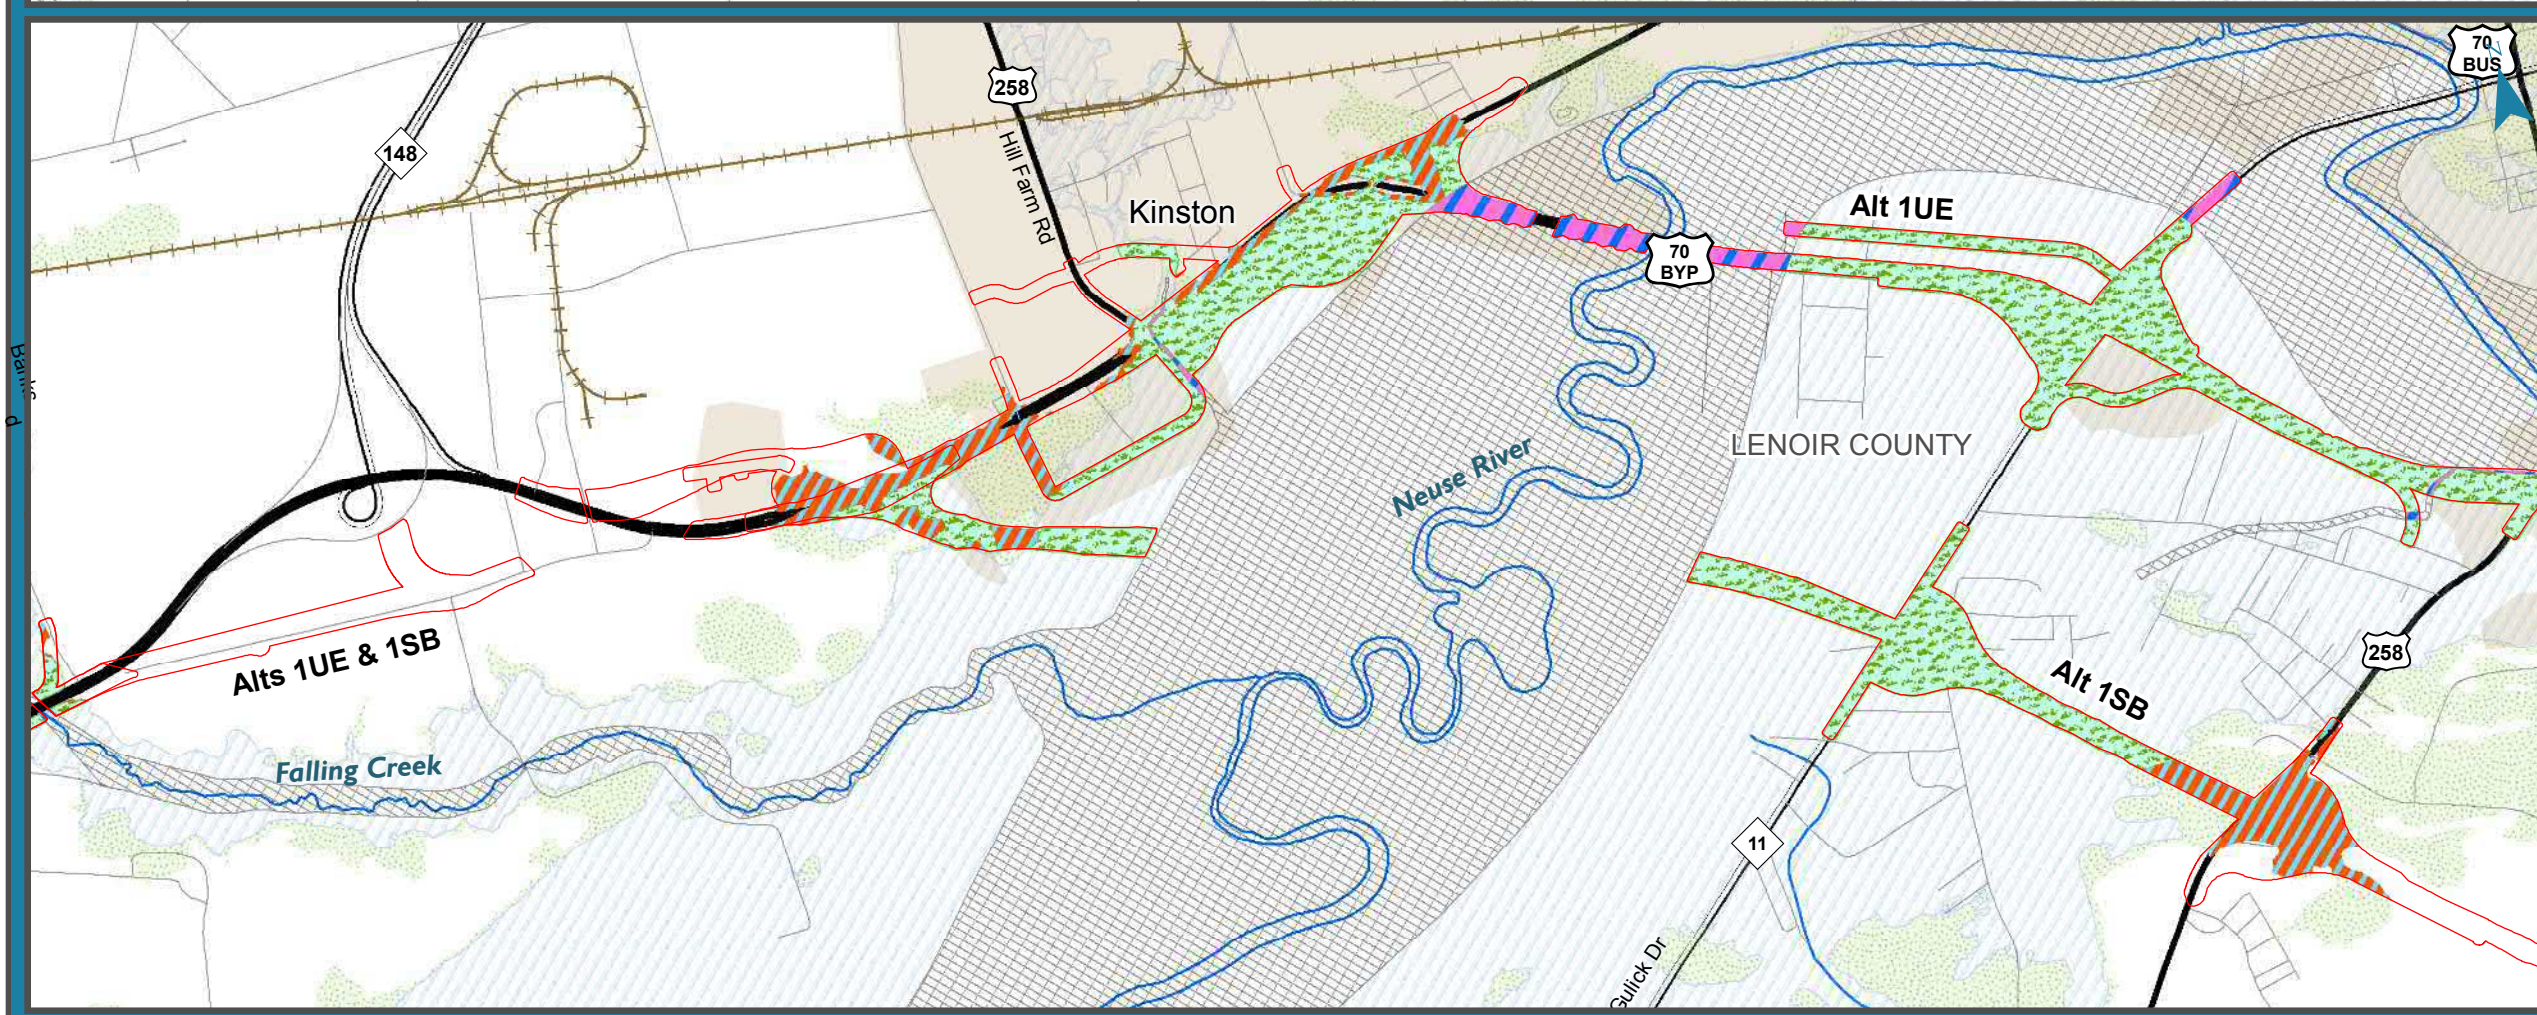 70
BUS
258
148
Hill Farm Rd
Kinston
Alt 1UE
70
BYP
LENOIR COUNTY
Neuse River
Alts 1UE & 1SB
Alt 1SB
258
Falling Creek
11
Gulick Dr